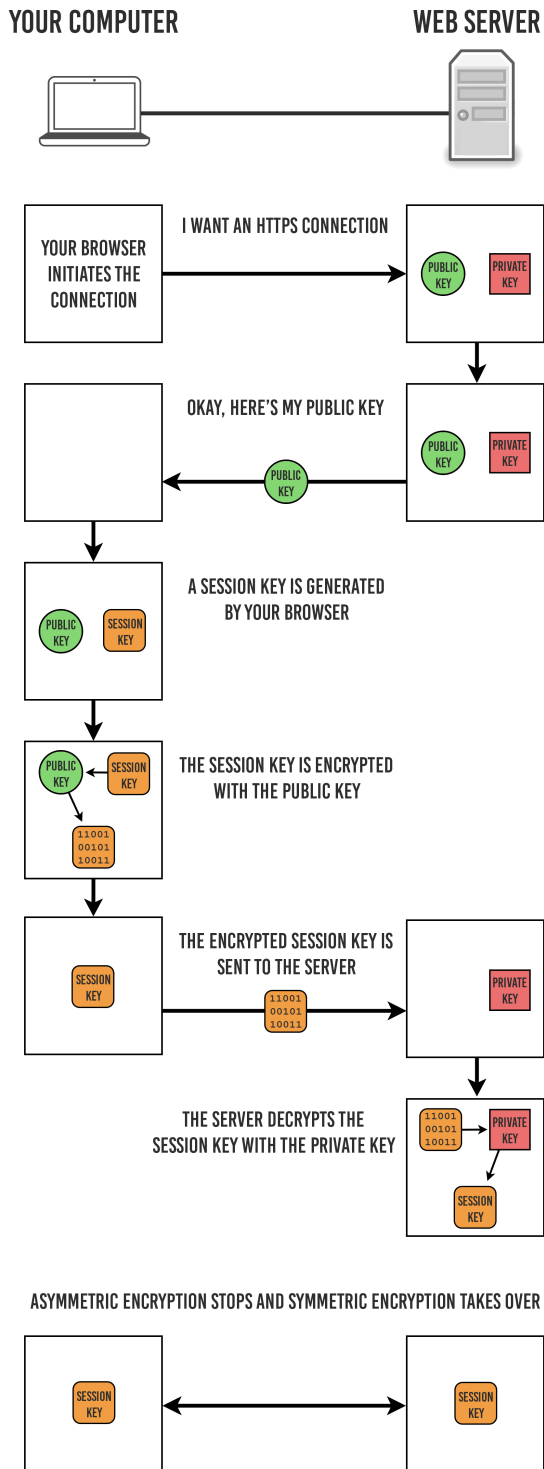 YOUR COMPUTER
WEB SERVER
I WANT AN HTTPS CONNECTION
YOUR BROWSER
INITIATES THE
CONNECTION
PUBLIC
KEY
PRIVATE
KEY
OKAY, HERE'S MY PUBLIC KEY
PUBLIC
KEY
PUBLIC
KEY
PRIVATE
KEY
A SESSION KEY IS GENERATED
BY YOUR BROWSER
PUBLIC
KEY
SESSION
KEY
THE SESSION KEY IS ENCRYPTED
WITH THE PUBLIC KEY
PUBLIC
KEY
SESSION
KEY
11001
00101
10011
THE ENCRYPTED SESSION KEY IS
SENT TO THE SERVER
SESSION
KEY
11001
00101
10011
PRIVATE
KEY
THE SERVER DECRYPTS THE
SESSION KEY WITH THE PRIVATE KEY
11001
00101
10011
PRIVATE
KEY
SESSION
KEY
ASYMMETRIC ENCRYPTION STOPS AND SYMMETRIC ENCRYPTION TAKES OVER
SESSION
KEY
SESSION
KEY